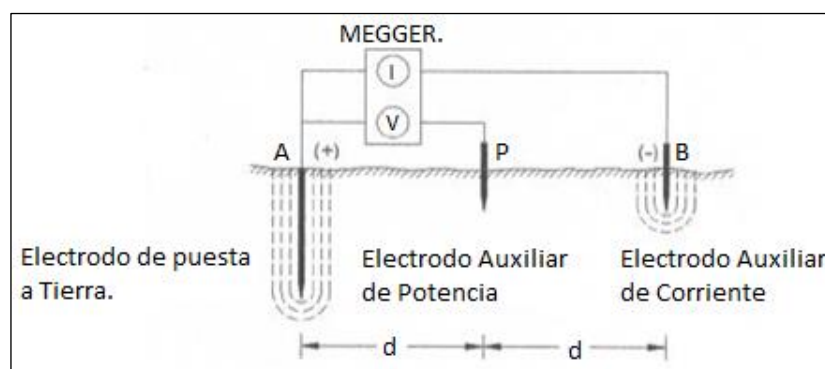 MEGGER.
I
V
A (+) P (-) B
Electrodo de puesta
a Tierra.
Electrodo Auxiliar
de Potencia
Electrodo Auxiliar
de Corriente
d d